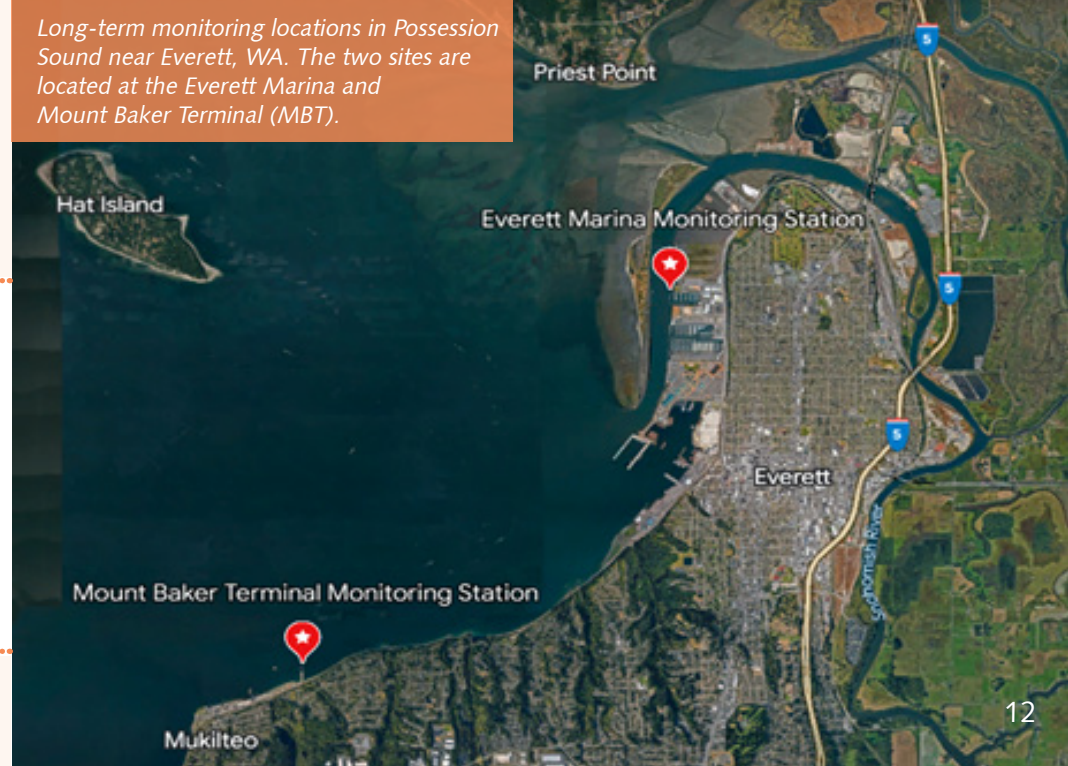 Long-term monitoring locations in Possession
Sound near Everett, WA. The two sites are
located at the Everett Marina and
Mount Baker Terminal (MBT).
5
Priest Point
Hat Island
Everett Marina Monitoring Station
5
5
Everett
Snohomish River
Mount Baker Terminal Monitoring Station
12
Mukilteo